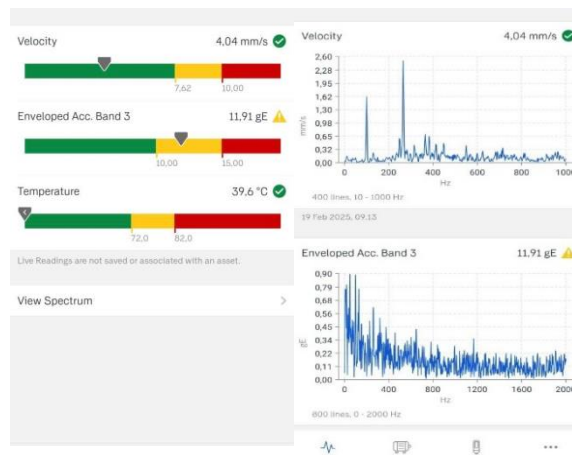 Velocity 4,04 mm/s
7,62 10,00
Enveloped Acc. Band 3 11,91 gE
10,00 15,00
Temperature 39.6 °C
72,0 82,0
Live Readings are not saved or associated with an asset.
View Spectrum
Velocity 4,04 mm/s
2,60
2,28
1,95
1,62
1,30
0,98
0,65
0,32
0,00
mm/s
0 200 400 600 800 1000
Hz
400 lines, 10 - 1000 Hz
19 Feb 2025, 09.13
Enveloped Acc. Band 3 11,91 gE
0,90
0,79
0,68
0,56
0,45
0,34
0,22
0,11
0,00
gE
0 400 800 1200 1600 200
Hz
800 lines, 0 - 2000 Hz